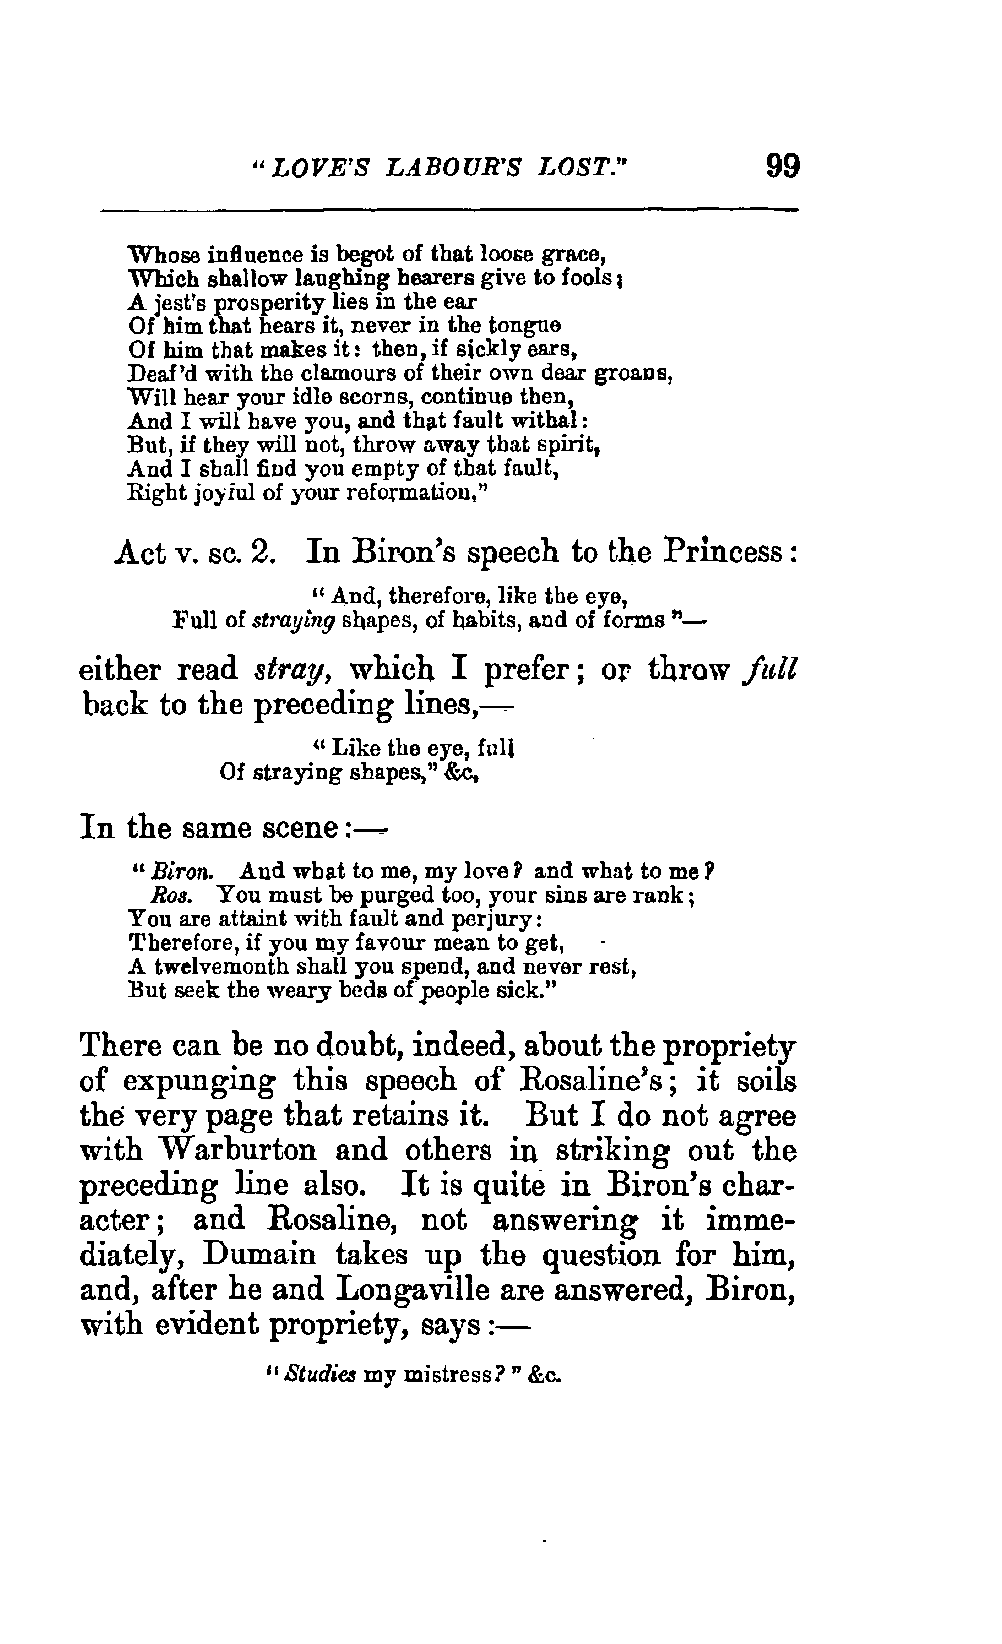 "LOVE'S LABOUR'S LOST." 99
Whose influence is begot of that loose grace,
Which shallow laughing hearers give to fools;
A jest's prosperity lies in the ear
Of him that hears it, never in the tongue
Of him that makes it: then, if sickly ears,
Deaf'd with the clamours of their own dear groans,
Will hear your idle scorns, continue then,
And I will have you, and that fault withal:
But, if they will not, throw away that spirit,
And I shall find you empty of that fault,
Right joyful of your reformation,"
Act v. sc. 2. In Biron's speech to the Princess:
"And, therefore, like the eye,
Full of straying shapes, of habits, and of forms"—
either read stray, which I prefer; or throw full
back to the preceding lines,—
"Like the eye, full
Of straying shapes," &c,
In the same scene:—
"Biron. And what to me, my love? and what to me?
Ros. You must be purged too, your sins are rank;
You are attaint with fault and perjury:
Therefore, if you my favour mean to get,
A twelvemonth shall you spend, and never rest,
But seek the weary beds of people sick."
There can be no doubt, indeed, about the propriety
of expunging this speech of Rosaline's; it soils
the very page that retains it. But I do not agree
with Warburton and others in striking out the
preceding line also. It is quite in Biron's char-
acter; and Rosaline, not answering it imme-
diately, Dumain takes up the question for him,
and, after he and Longaville are answered, Biron,
with evident propriety, says:—
"Studies my mistress?" &c.